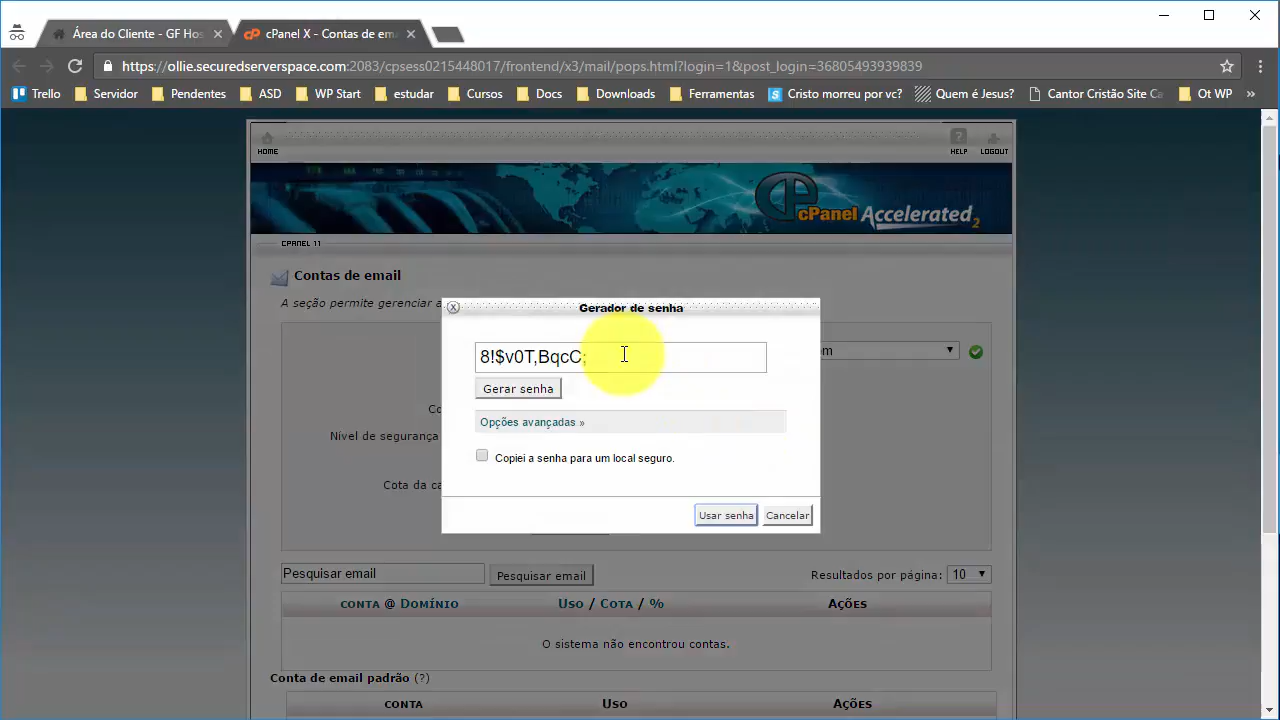 Área do Cliente - GF Hos
cPanel X - Contas de em
https://ollie.securedserverspace.com:2083/cpsess0215448017/frontend/x3/mail/pops.html?login=1&post_login=36805493939839
Trello Servidor Pendentes ASD WP Start estudar Cursos Docs Downloads Ferramentas Cristo morreu por vc? Quem é Jesus? Cantor Cristão Site Ca Ot WP »
HOME HELP LOGOUT
cPanel Accelerated2
CPANEL 11
Contas de email
A seção permite gerenciar a
Gerador de senha
8!$v0T,BqcC;
om
Gerar senha
Co
Opções avançadas »
Nível de segurança
Copiei a senha para um local seguro.
Cota da ca
Usar senha Cancelar
Pesquisar email Pesquisar email Resultados por página: 10
CONTA @ DOMÍNIO USO / COTA / % AÇÕES
O sistema não encontrou contas.
Conta de email padrão (?)
CONTA USO AÇÕES